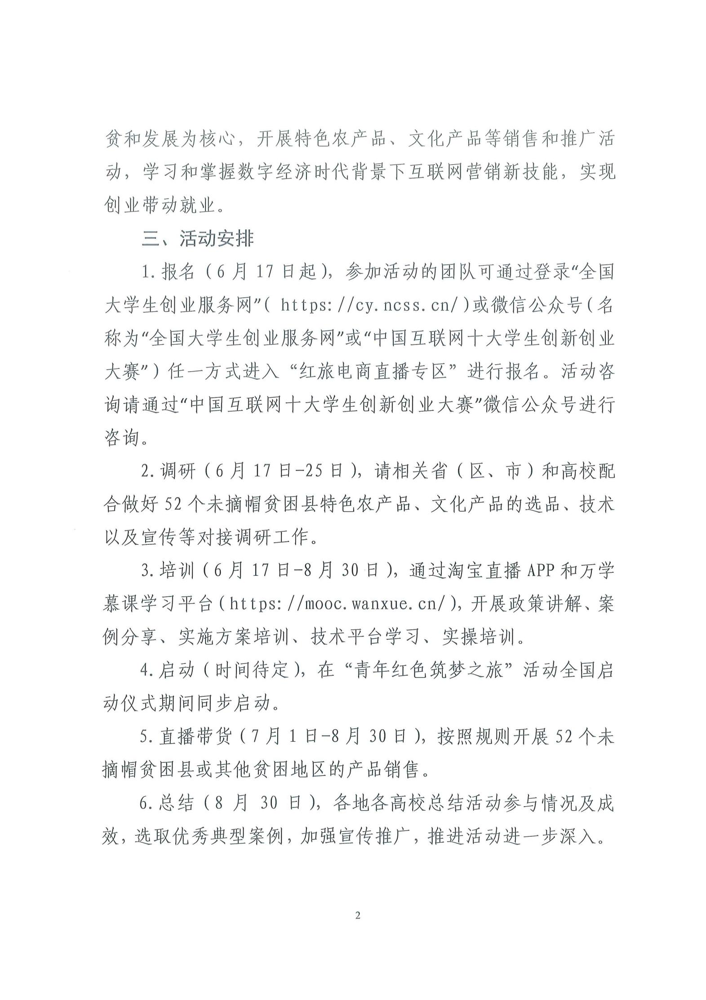 贫和发展为核心，开展特色农产品、文化产品等销售和推广活
动，学习和掌握数字经济时代背景下互联网营销新技能，实现
创业带动就业。
三、活动安排
1.报名（6月17日起），参加活动的团队可通过登录“全国
大学生创业服务网”( https://cy.ncss.cn/)或微信公众号(名
称为“全国大学生创业服务网”或“中国互联网十大学生创新创业
大赛”）任一方式进入“红旅电商直播专区”进行报名。活动咨
询请通过“中国互联网十大学生创新创业大赛”微信公众号进行
咨询。
2.调研（6月17日-25日），请相关省（区、市）和高校配
合做好52个未摘帽贫困县特色农产品、文化产品的选品、技术
以及宣传等对接调研工作。
3.培训（6月17日-8月30日），通过淘宝直播APP和万学
慕课学习平台(https://mooc.wanxue.cn/)，开展政策讲解、案
例分享、实施方案培训、技术平台学习、实操培训。
4.启动（时间待定），在“青年红色筑梦之旅”活动全国启
动仪式期间同步启动。
5.直播带货（7月1日-8月30日），按照规则开展52个未
摘帽贫困县或其他贫困地区的产品销售。
6.总结（8月30日），各地各高校总结活动参与情况及成
效，选取优秀典型案例，加强宣传推广，推进活动进一步深入。
2